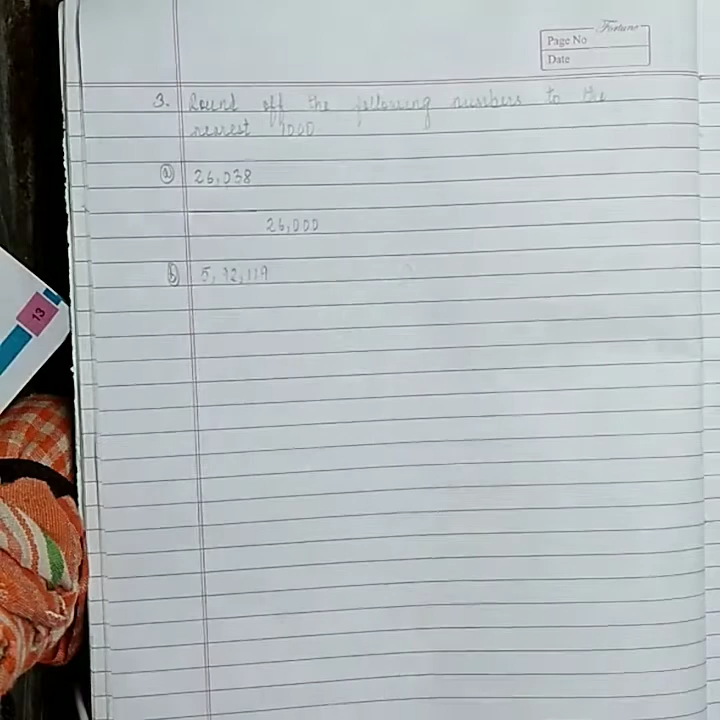 Fortune
Page No
Date
3. Round off the following numbers to the
nearest 1000
(a) 26,038
26,000
(b) 5,92,119
13